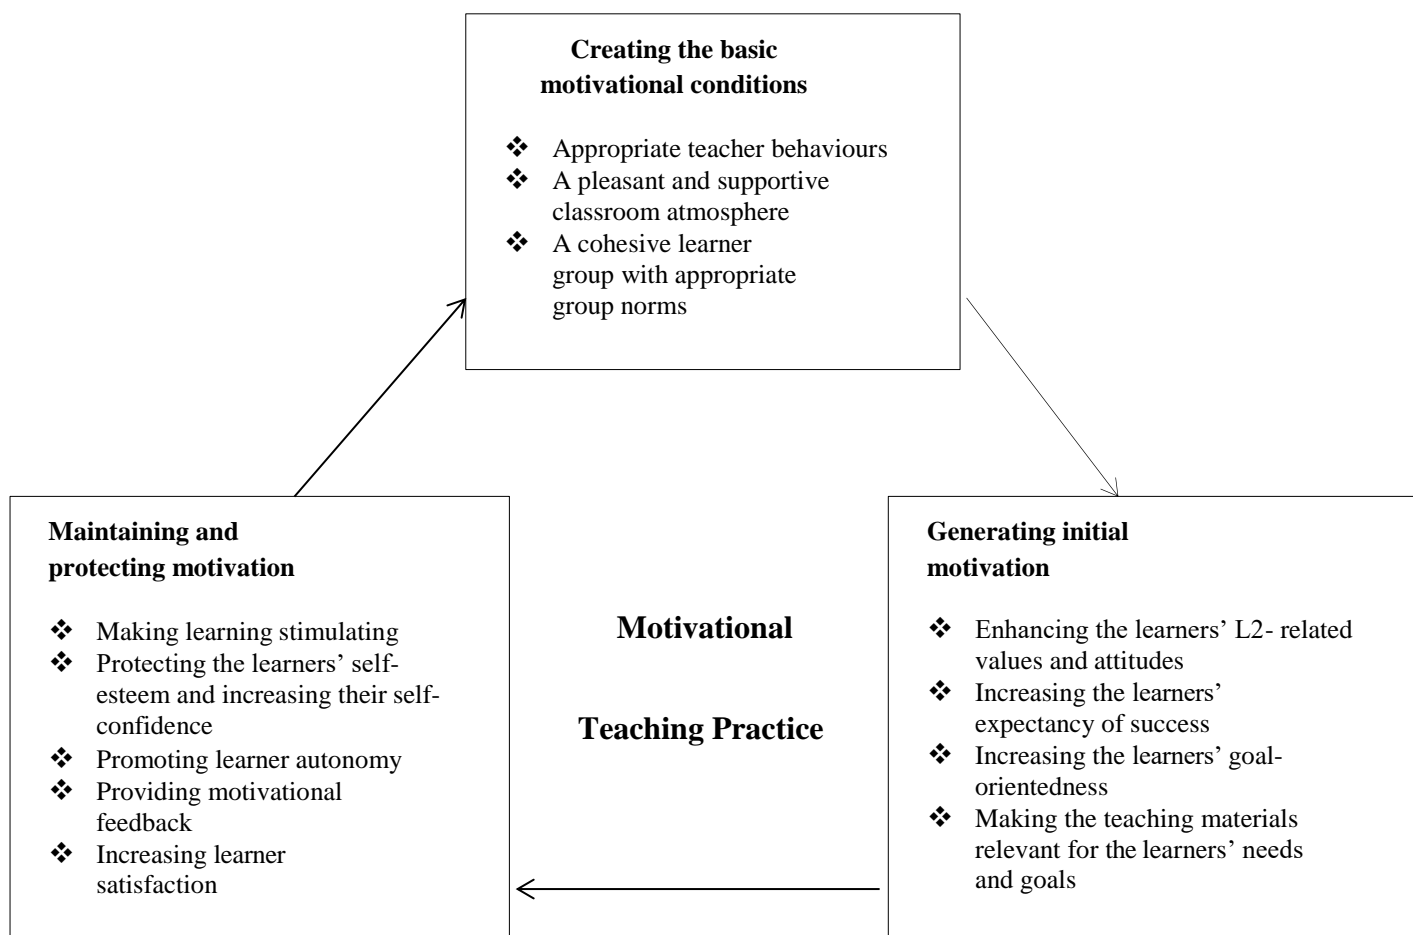 Creating the basic
motivational conditions
❖ Appropriate teacher behaviours
❖ A pleasant and supportive
classroom atmosphere
❖ A cohesive learner
group with appropriate
group norms
Maintaining and
protecting motivation
❖ Making learning stimulating
❖ Protecting the learners’ self-
esteem and increasing their self-
confidence
❖ Promoting learner autonomy
❖ Providing motivational
feedback
❖ Increasing learner
satisfaction
Motivational
Teaching Practice
Generating initial
motivation
❖ Enhancing the learners’ L2- related
values and attitudes
❖ Increasing the learners’
expectancy of success
❖ Increasing the learners’ goal-
orientedness
❖ Making the teaching materials
relevant for the learners’ needs
and goals